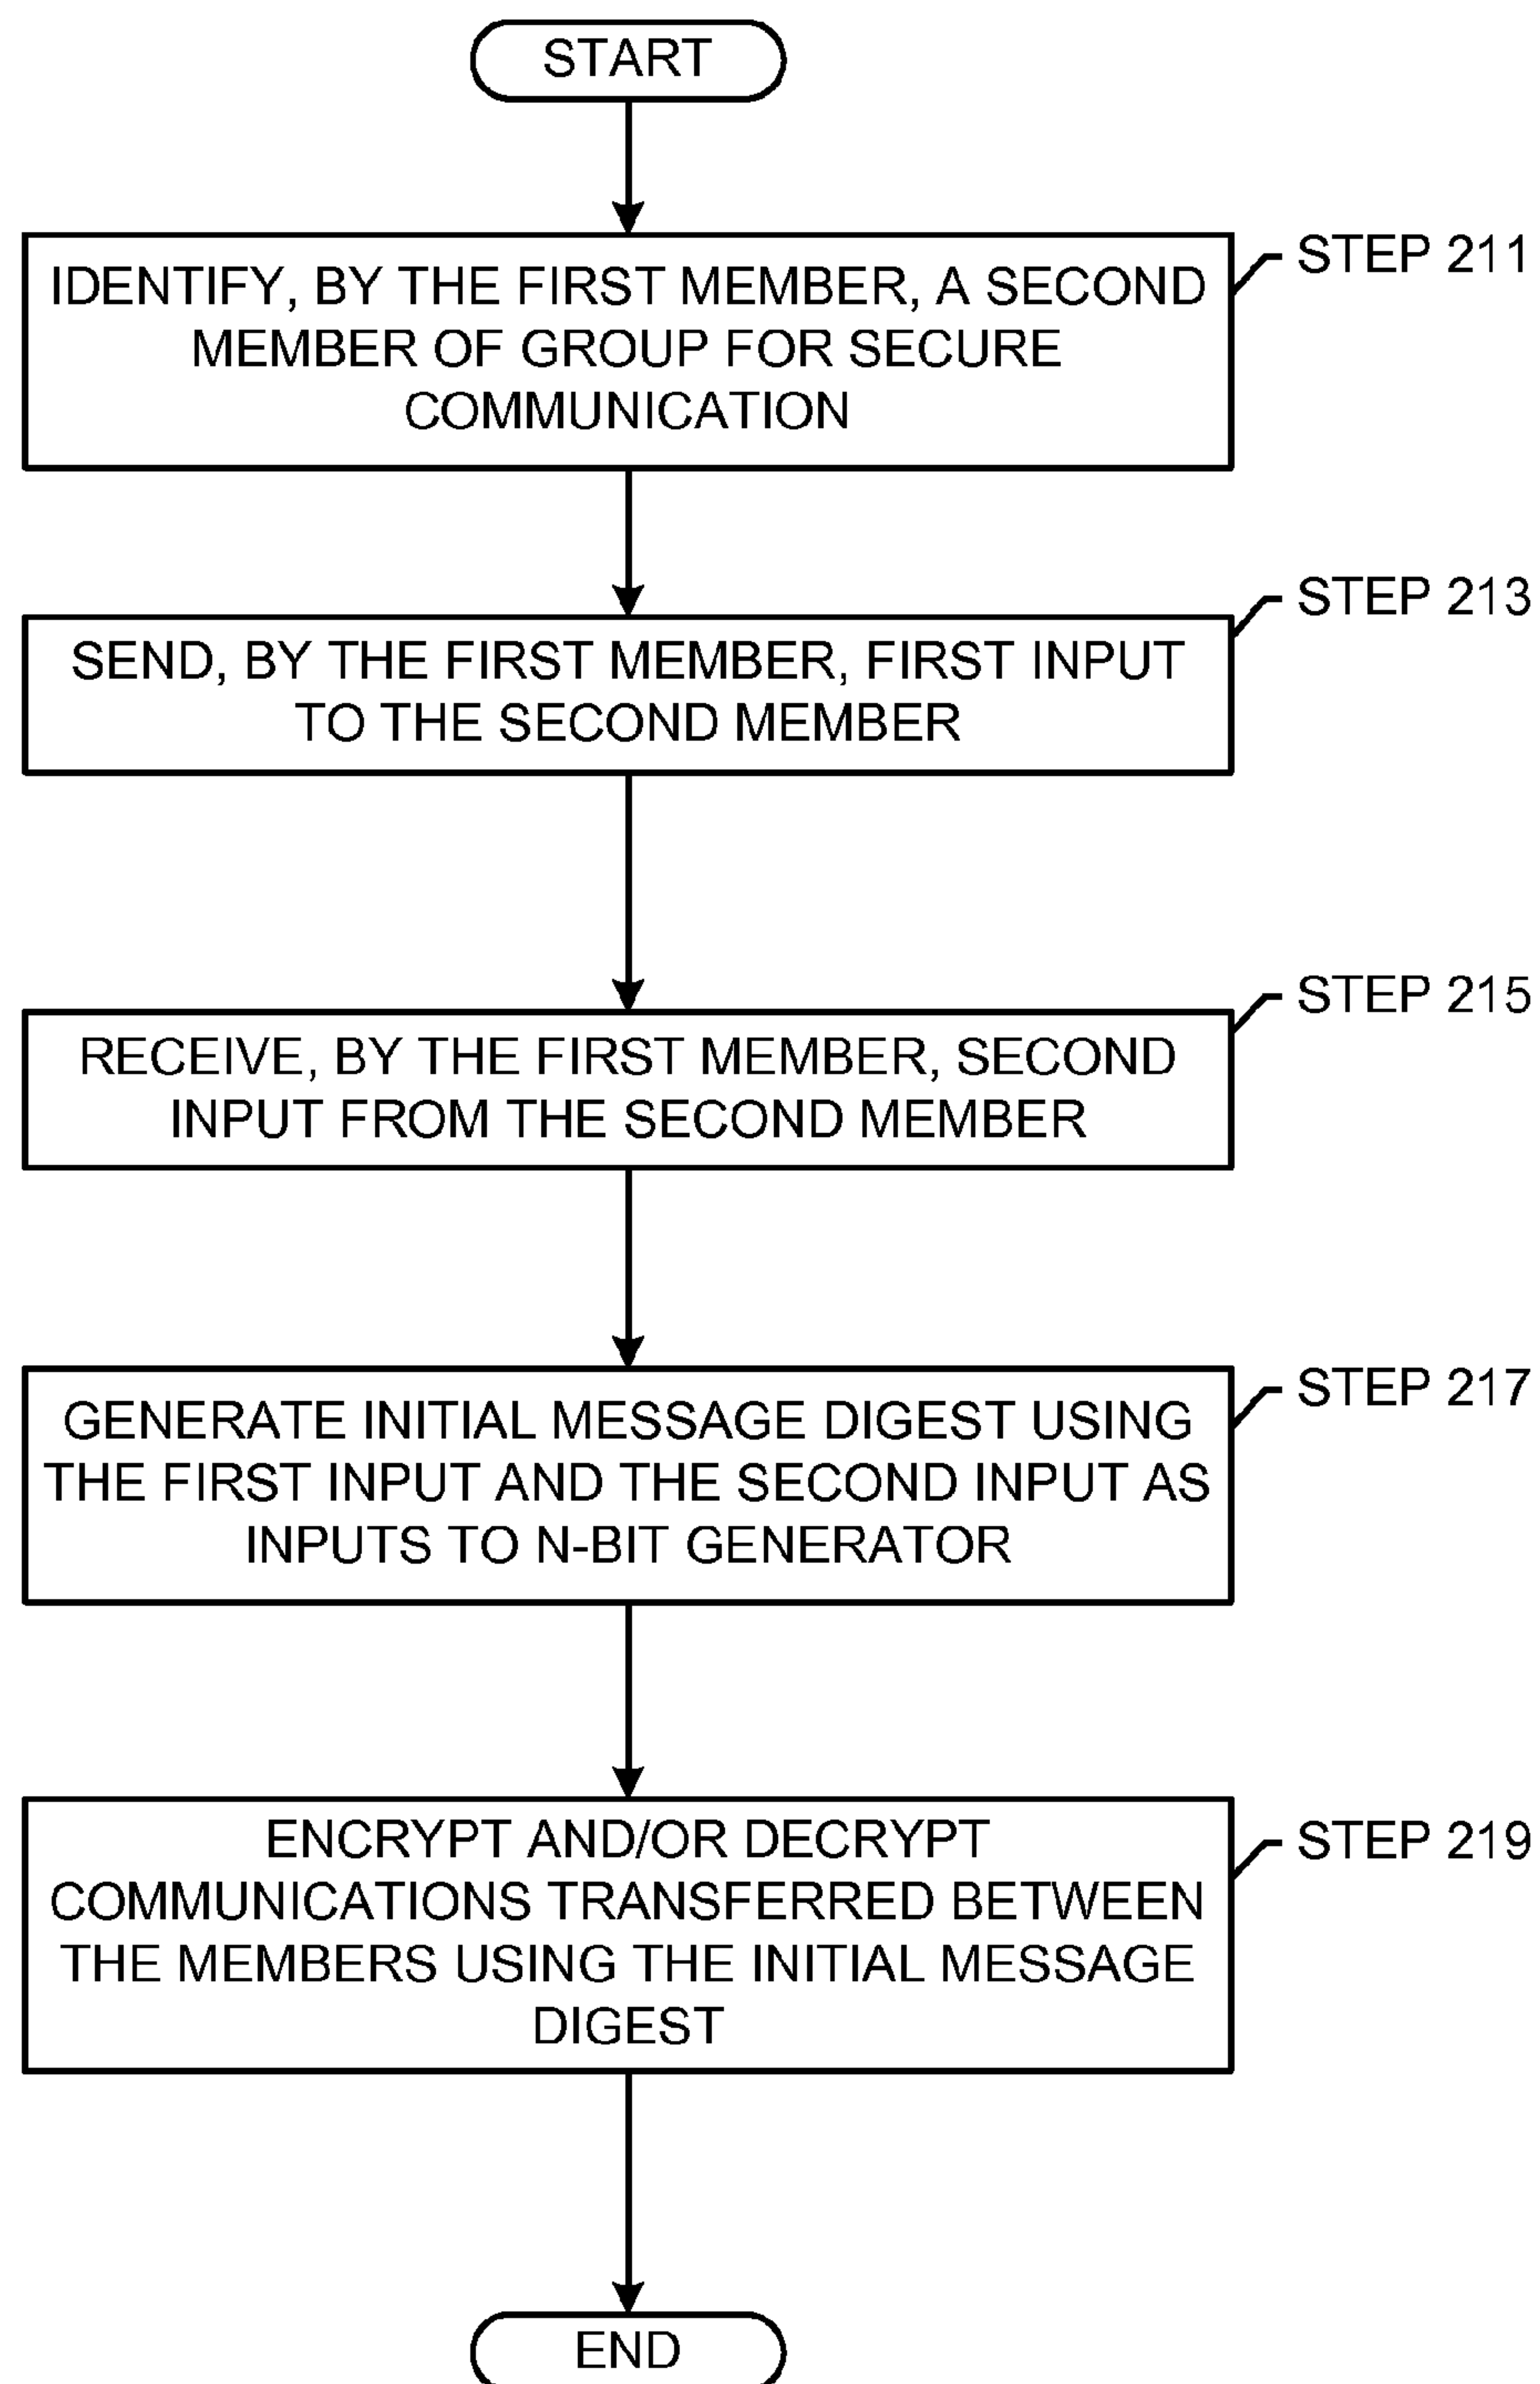 START
STEP 211
IDENTIFY, BY THE FIRST MEMBER, A SECOND
MEMBER OF GROUP FOR SECURE
COMMUNICATION
STEP 213
SEND, BY THE FIRST MEMBER, FIRST INPUT
TO THE SECOND MEMBER
STEP 215
RECEIVE, BY THE FIRST MEMBER, SECOND
INPUT FROM THE SECOND MEMBER
STEP 217
GENERATE INITIAL MESSAGE DIGEST USING
THE FIRST INPUT AND THE SECOND INPUT AS
INPUTS TO N-BIT GENERATOR
STEP 219
ENCRYPT AND/OR DECRYPT
COMMUNICATIONS TRANSFERRED BETWEEN
THE MEMBERS USING THE INITIAL MESSAGE
DIGEST
END